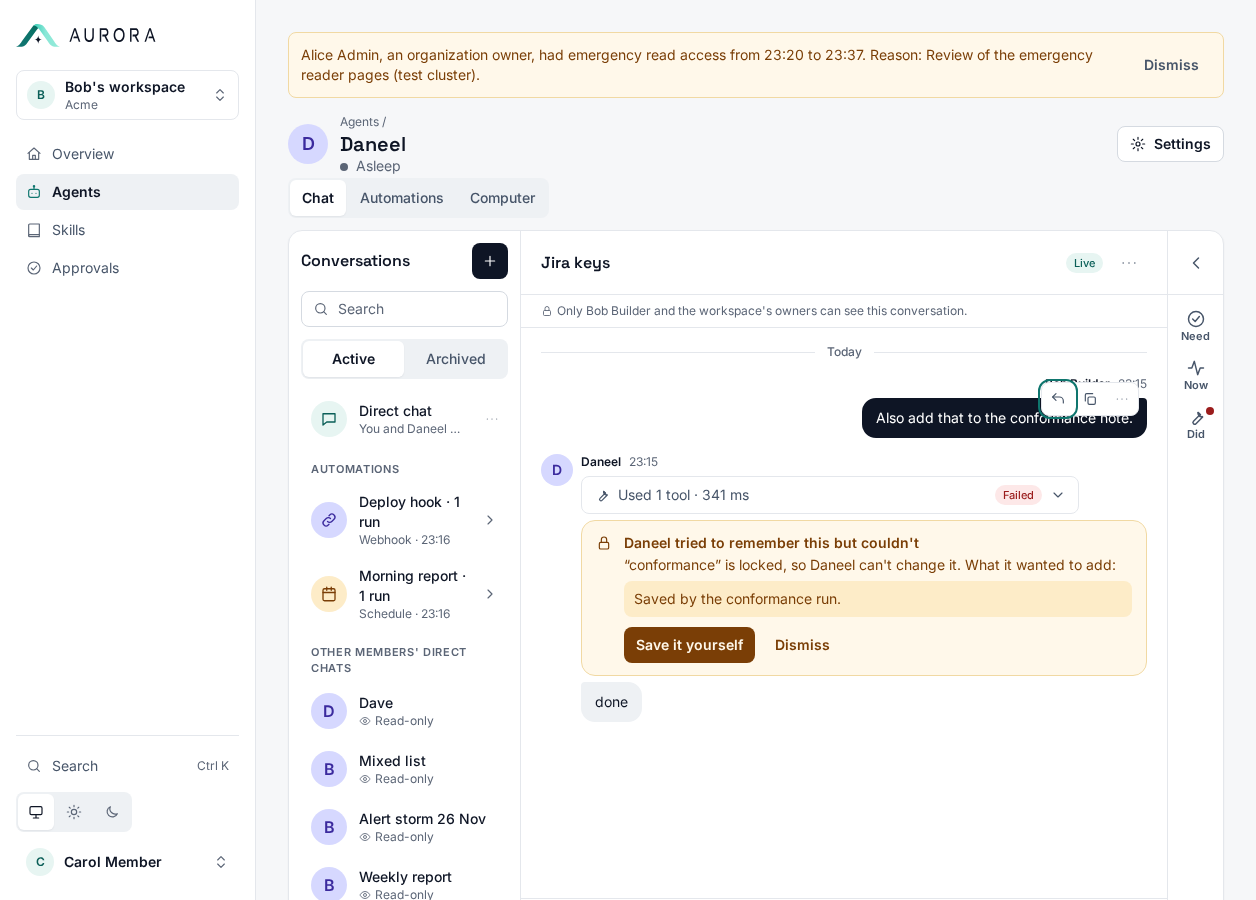 AURORA
B
Bob's workspace
Acme
Overview
Agents
Skills
Approvals
Search
Ctrl K
C
Carol Member
Alice Admin, an organization owner, had emergency read access from 23:20 to 23:37. Reason: Review of the emergency
reader pages (test cluster).
Dismiss
D
Agents /
Daneel
Asleep
Settings
Chat
Automations
Computer
Conversations
Search
Active
Archived
Direct chat
You and Daneel ...
AUTOMATIONS
Deploy hook · 1
run
Webhook · 23:16
Morning report ·
1 run
Schedule · 23:16
OTHER MEMBERS' DIRECT
CHATS
D
Dave
Read-only
B
Mixed list
Read-only
B
Alert storm 26 Nov
Read-only
B
Weekly report
Read-only
Jira keys
Live
Only Bob Builder and the workspace's owners can see this conversation.
Today
23:15
Also add that to the conformance note.
D
Daneel 23:15
Used 1 tool · 341 ms
Failed
Daneel tried to remember this but couldn't
“conformance” is locked, so Daneel can't change it. What it wanted to add:
Saved by the conformance run.
Save it yourself
Dismiss
done
Need
Now
Did